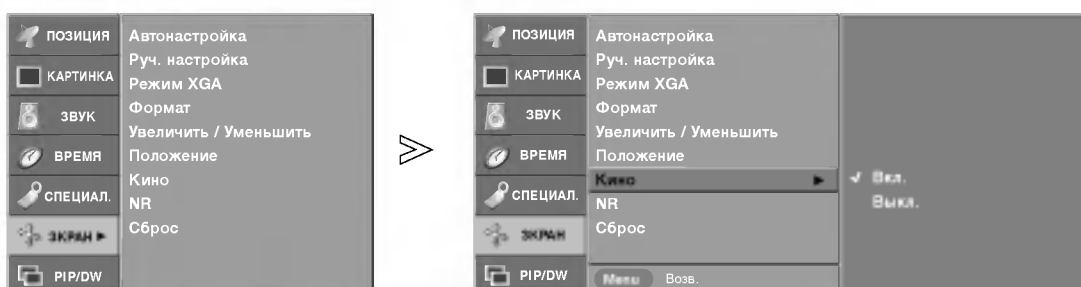 ПОЗИЦИЯ
КАРТИНКА
ЗВУК
ВРЕМЯ
СПЕЦИАЛ.
ЭКРАН ►
PIP/DW
Автонастройка
Руч. настройка
Режим XGA
Формат
Увеличить / Уменьшить
Положение
Кино
NR
Сброс
ПОЗИЦИЯ
КАРТИНКА
ЗВУК
ВРЕМЯ
СПЕЦИАЛ.
ЭКРАН
PIP/DW
Автонастройка
Руч. настройка
Режим XGA
Формат
Увеличить / Уменьшить
Положение
Кино ►
NR
Сброс
Menu Возв.
✔ Вкл.
Выкл.